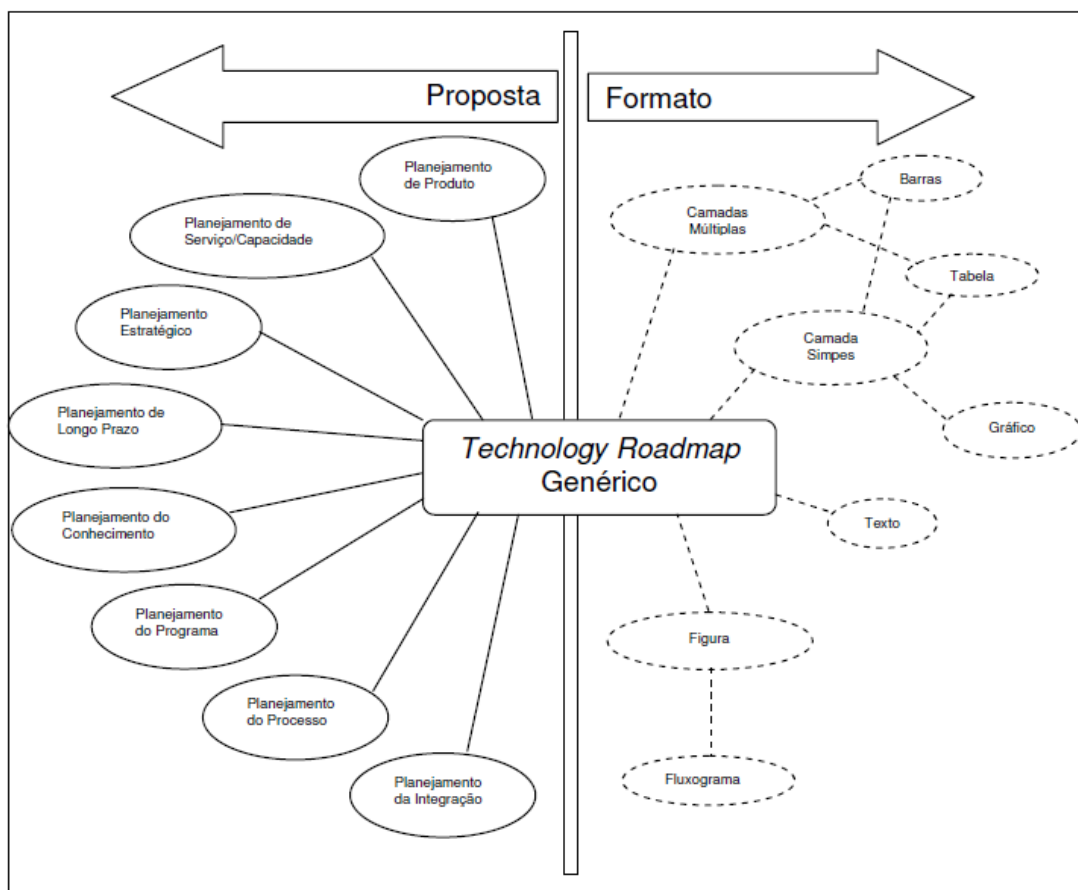 Proposta
Formato
Planejamento
de Produto
Planejamento de
Serviço/Capacidade
Planejamento
Estratégico
Planejamento de
Longo Prazo
Planejamento do
Conhecimento
Planejamento
do Programa
Planejamento
do Processo
Planejamento
da Integração
Technology Roadmap
Genérico
Camadas
Múltiplas
Barras
Tabela
Camada
Simpes
Gráfico
Texto
Figura
Fluxograma